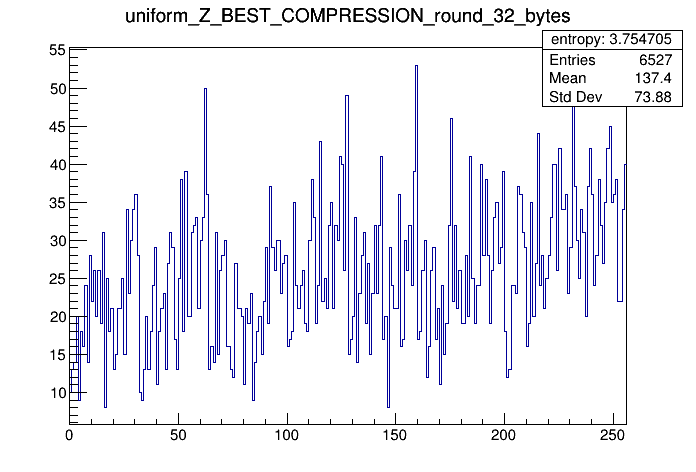 uniform_Z_BEST_COMPRESSION_round_32_bytes
entropy: 3.754705
Entries 6527
Mean 137.4
Std Dev 73.88
55
50
45
40
35
30
25
20
15
10
0 50 100 150 200 250